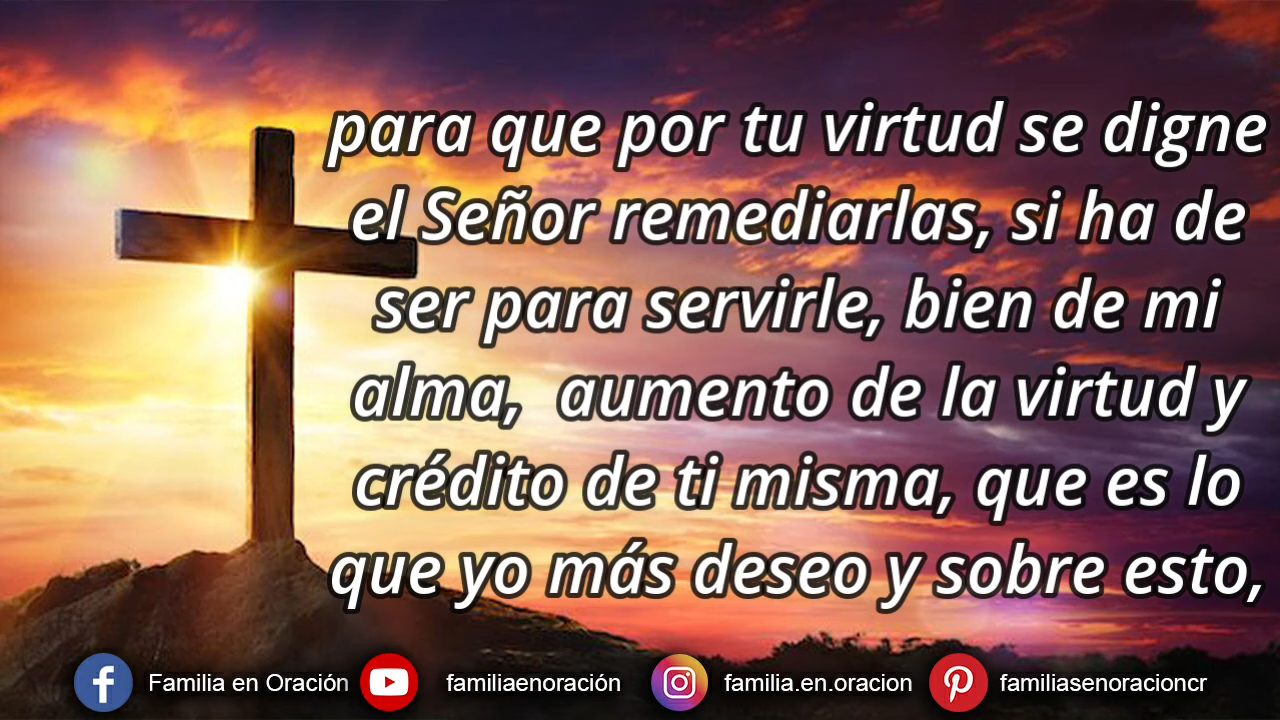 para que por tu virtud se digne
el Señor remediarlas, si ha de
ser para servirle, bien de mi
alma, aumento de la virtud y
crédito de ti misma, que es lo
que yo más deseo y sobre esto,
Familia en Oración familiaenoración familia.en.oracion familiasenoracioncr